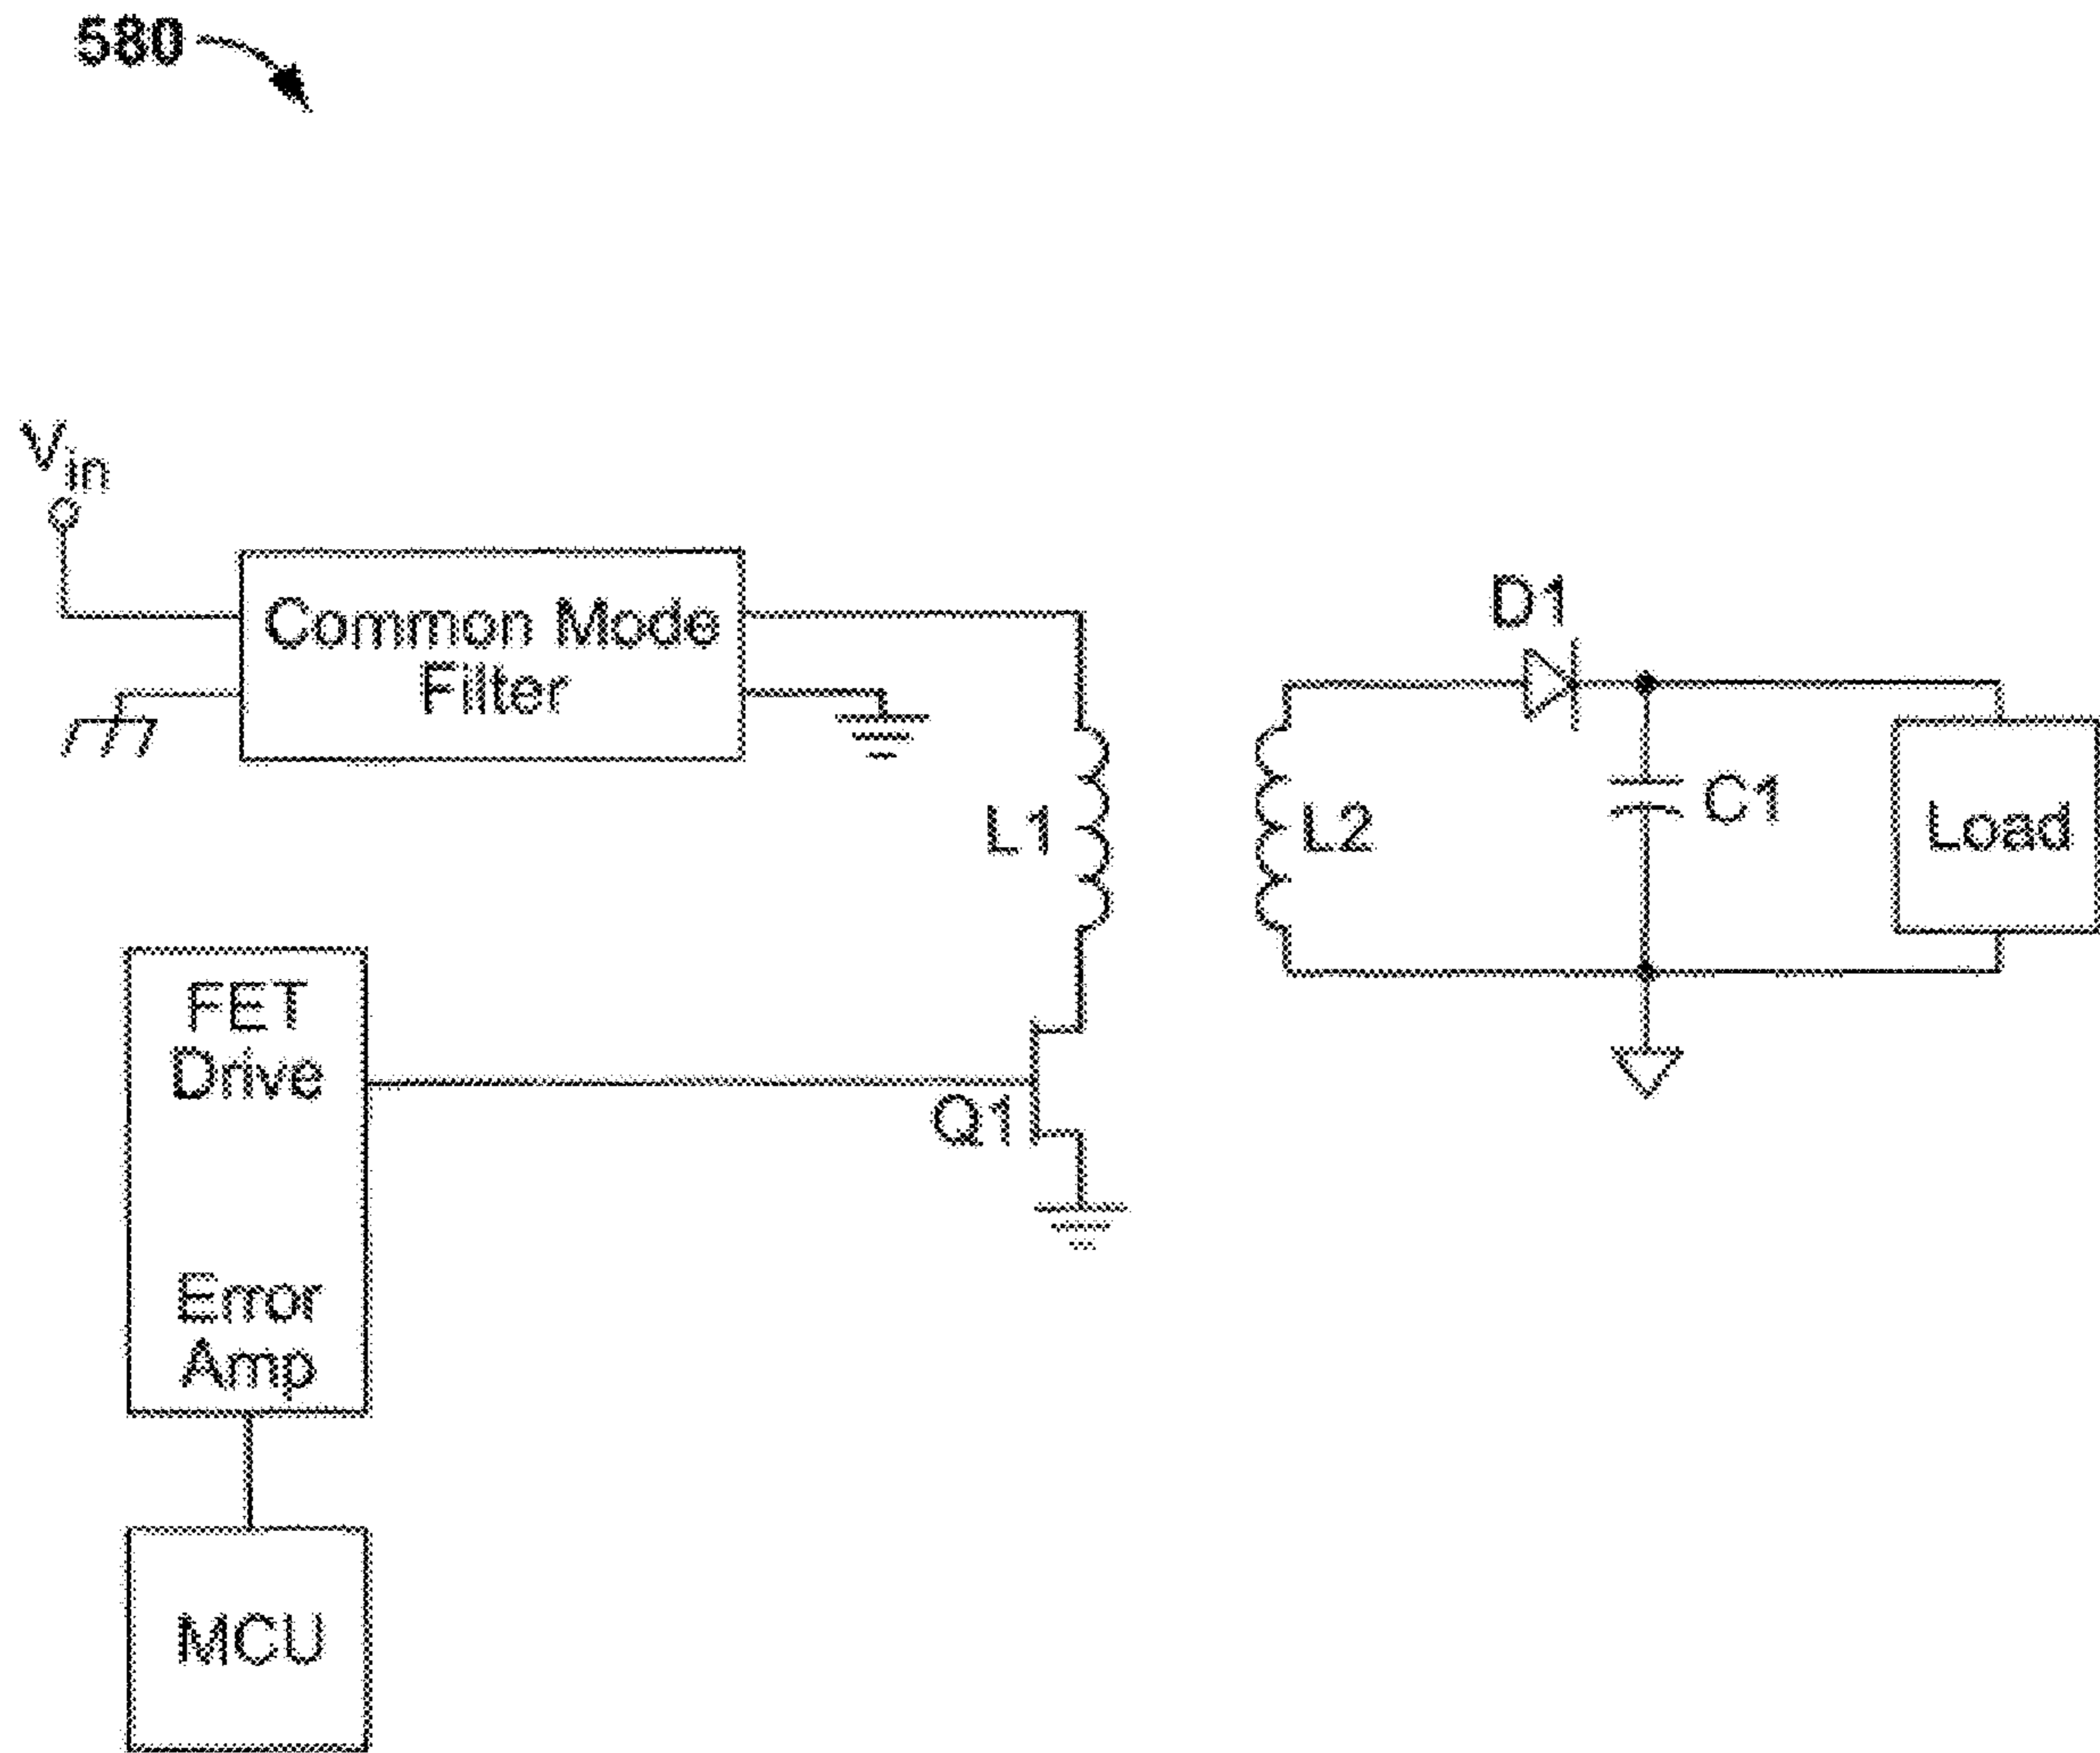 580
Vin
Common Mode
Filter
D1
L1
L2
C1
Load
FET
Drive
Q1
Error
Amp
MCU